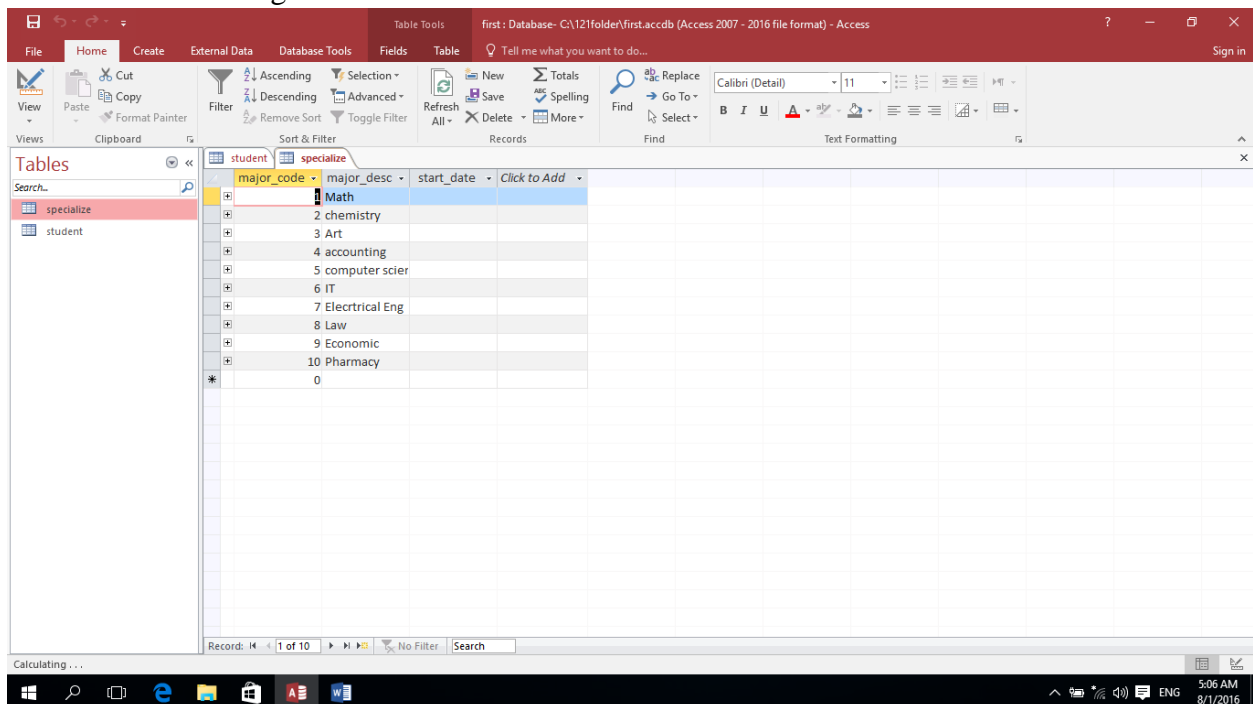 Table Tools first : Database- C:\121folder\first.accdb (Access 2007 - 2016 file format) - Access ?
File Home Create External Data Database Tools Fields Table Tell me what you want to do... Sign in
View Paste Cut Copy Format Painter
Filter Ascending Descending Remove Sort Selection Advanced Toggle Filter
Refresh All New Save Delete Totals Spelling More
Find Replace Go To Select
Calibri (Detail) 11
B I U A
Views Clipboard Sort & Filter Records Find Text Formatting
Tables
Search...
specialize
student
student specialize
major_code major_desc start_date Click to Add
1 Math
2 chemistry
3 Art
4 accounting
5 computer scier
6 IT
7 Elecrtrical Eng
8 Law
9 Economic
10 Pharmacy
0
Record: 1 of 10 No Filter Search
Calculating . . .
ENG 5:06 AM
8/1/2016